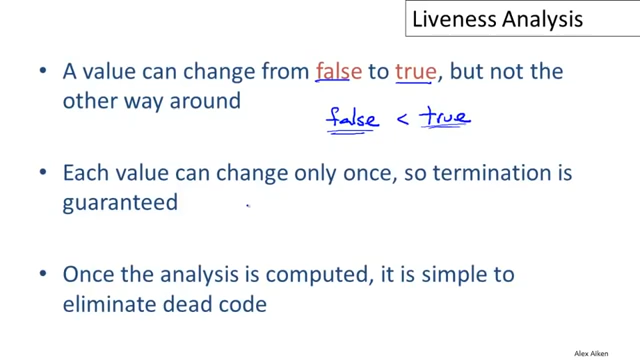 Liveness Analysis
• A value can change from false to true, but not the
other way around
false < true
• Each value can change only once, so termination is
guaranteed
• Once the analysis is computed, it is simple to
eliminate dead code
Alex Aiken